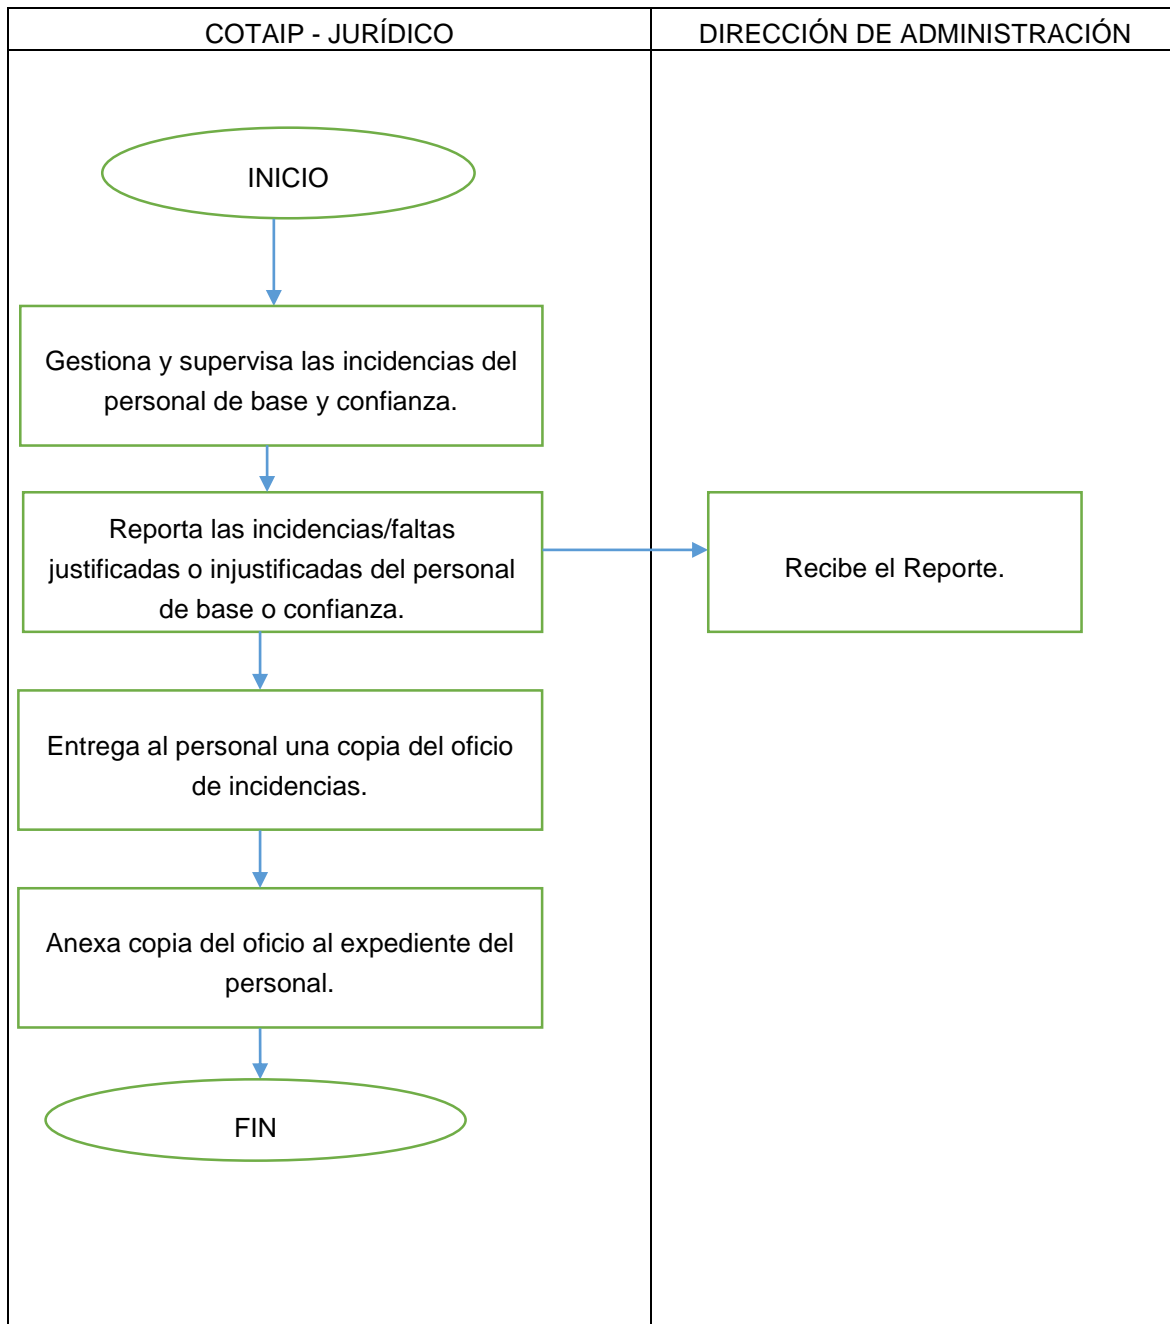 COTAIP - JURÍDICO
DIRECCIÓN DE ADMINISTRACIÓN
INICIO
Gestiona y supervisa las incidencias del
personal de base y confianza.
Reporta las incidencias/faltas
justificadas o injustificadas del personal
de base o confianza.
Recibe el Reporte.
Entrega al personal una copia del oficio
de incidencias.
Anexa copia del oficio al expediente del
personal.
FIN